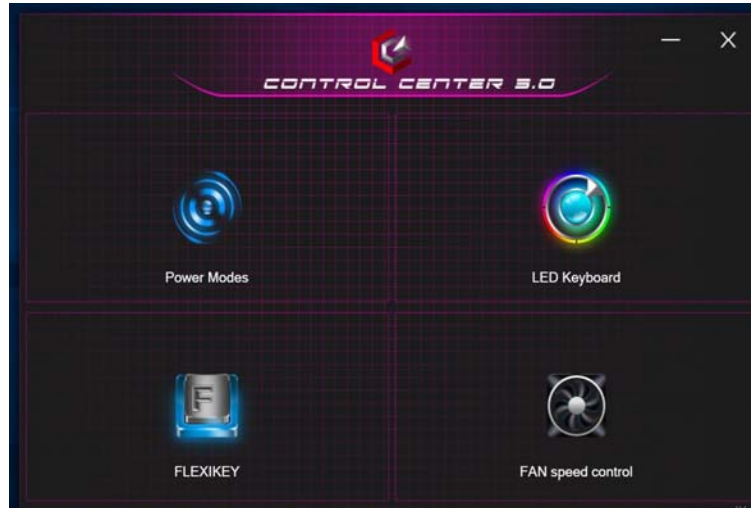 CONTROL CENTER 3.0
Power Modes
LED Keyboard
F
FLEXIKEY
FAN speed control